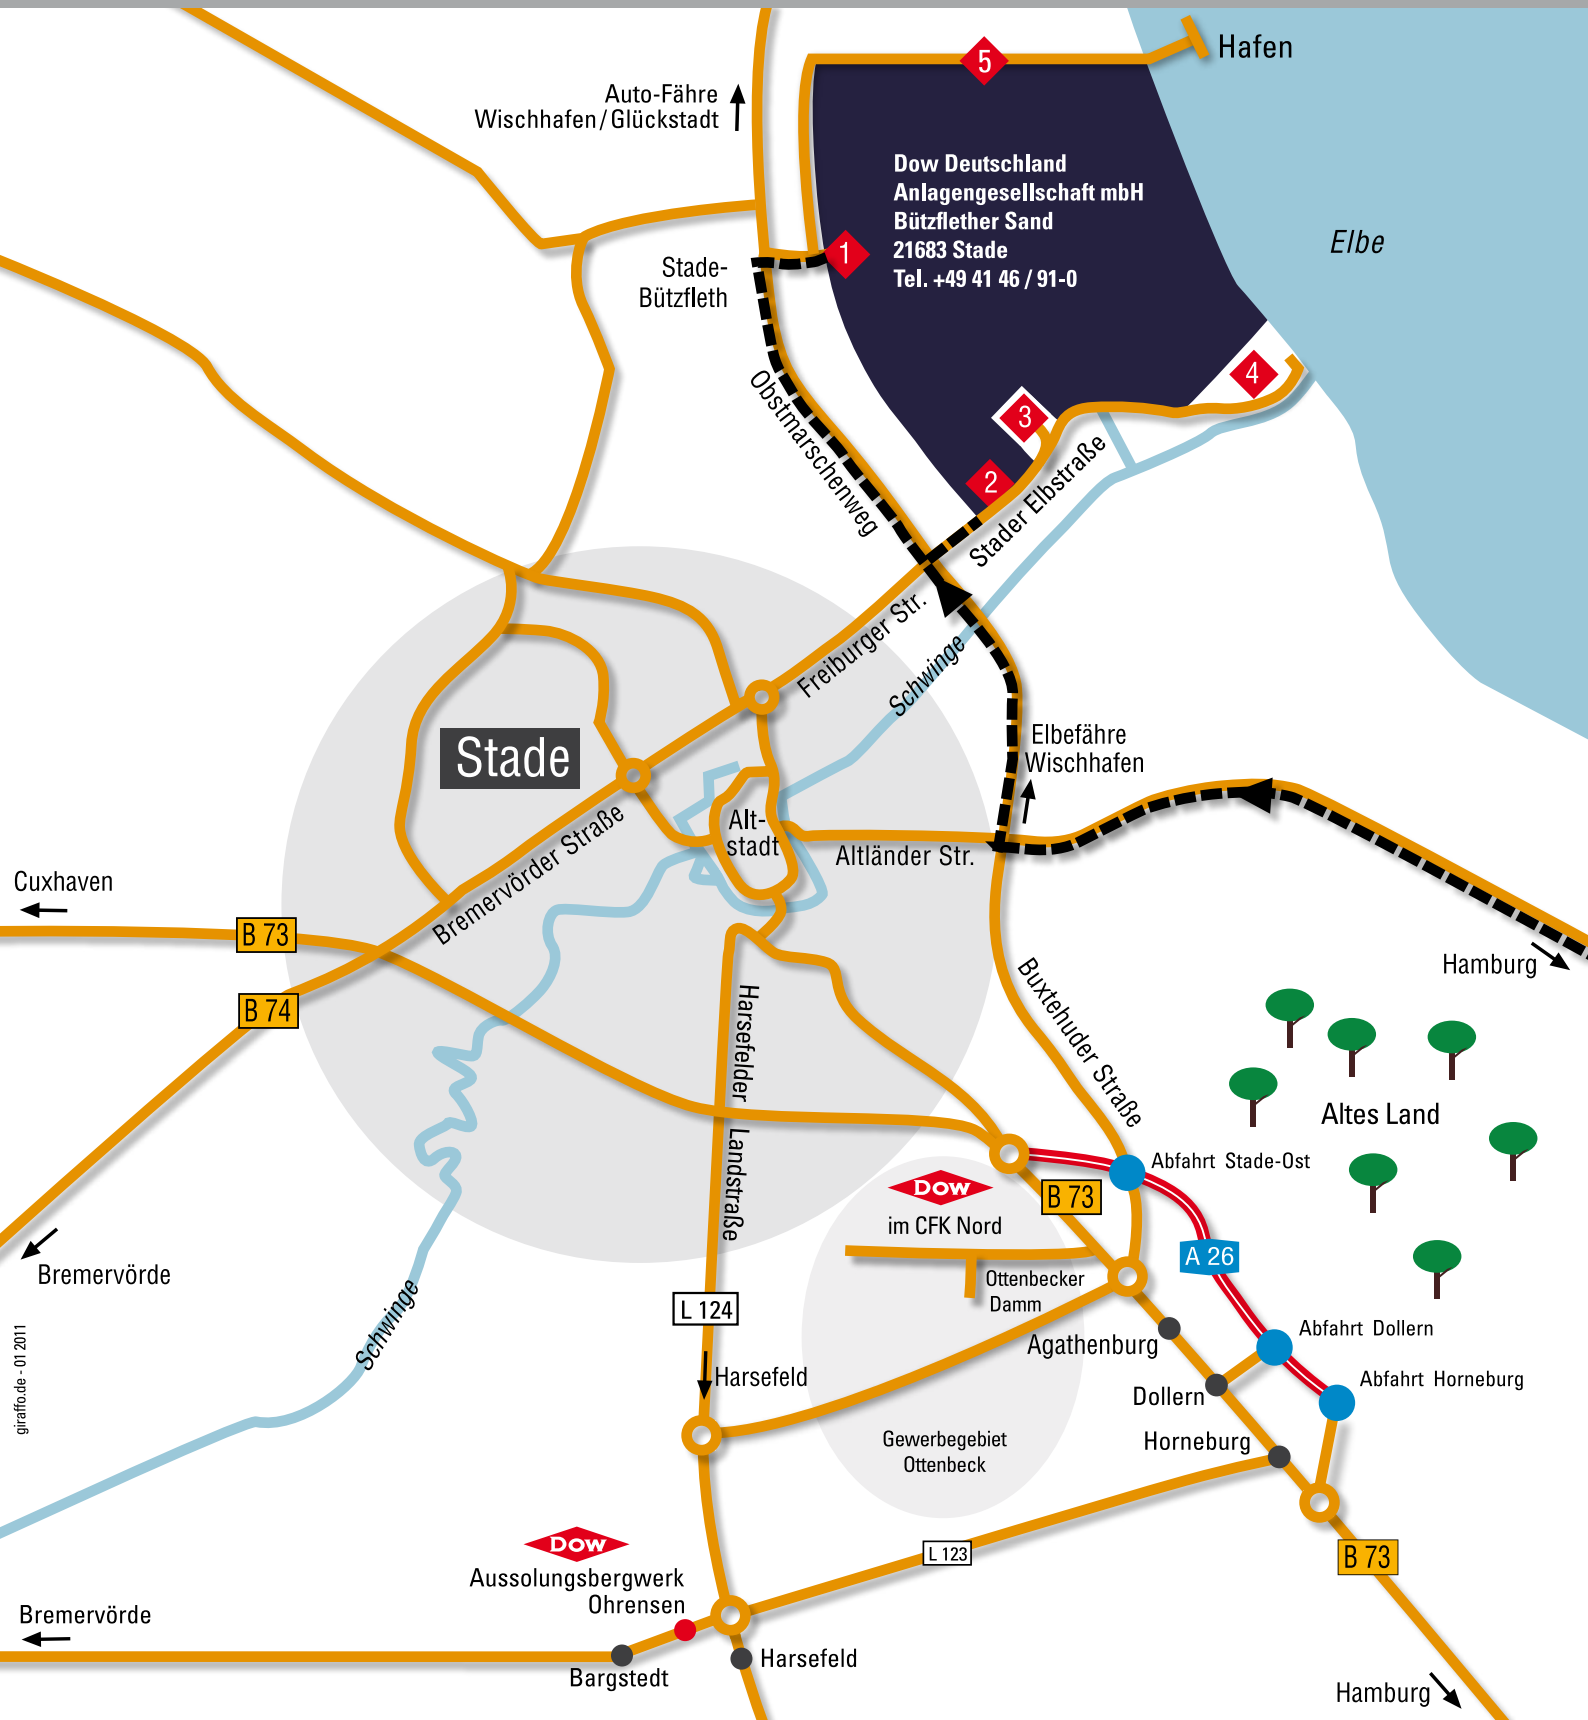 Hafen
5
Auto-Fähre
Wischhafen/Glückstadt
Dow Deutschland
Anlagengesellschaft mbH
Bützflether Sand
21683 Stade
Tel. +49 41 46 / 91-0
Elbe
1
Stade-
Bützfleth
4
Obstmarschenweg
3
2
Stader Elbstraße
Freiburger Str.
Schwinge
Stade
Elbefähre
Wischhafen
Alt-
stadt
Altländer Str.
Bremervörder Straße
Cuxhaven
B 73
B 74
Hamburg
Harsefelder Landstraße
Buxtehuder Straße
Altes Land
Abfahrt Stade-Ost
DOW
im CFK Nord
B 73
A 26
Bremervörde
Ottenbecker
Damm
L 124
Schwinge
Agathenburg
Abfahrt Dollern
Harsefeld
Dollern
Abfahrt Horneburg
giraffo.de - 01 2011
Gewerbegebiet
Ottenbeck
Horneburg
DOW
Aussolungsbergwerk
Ohrensen
L 123
B 73
Bremervörde
Bargstedt
Harsefeld
Hamburg